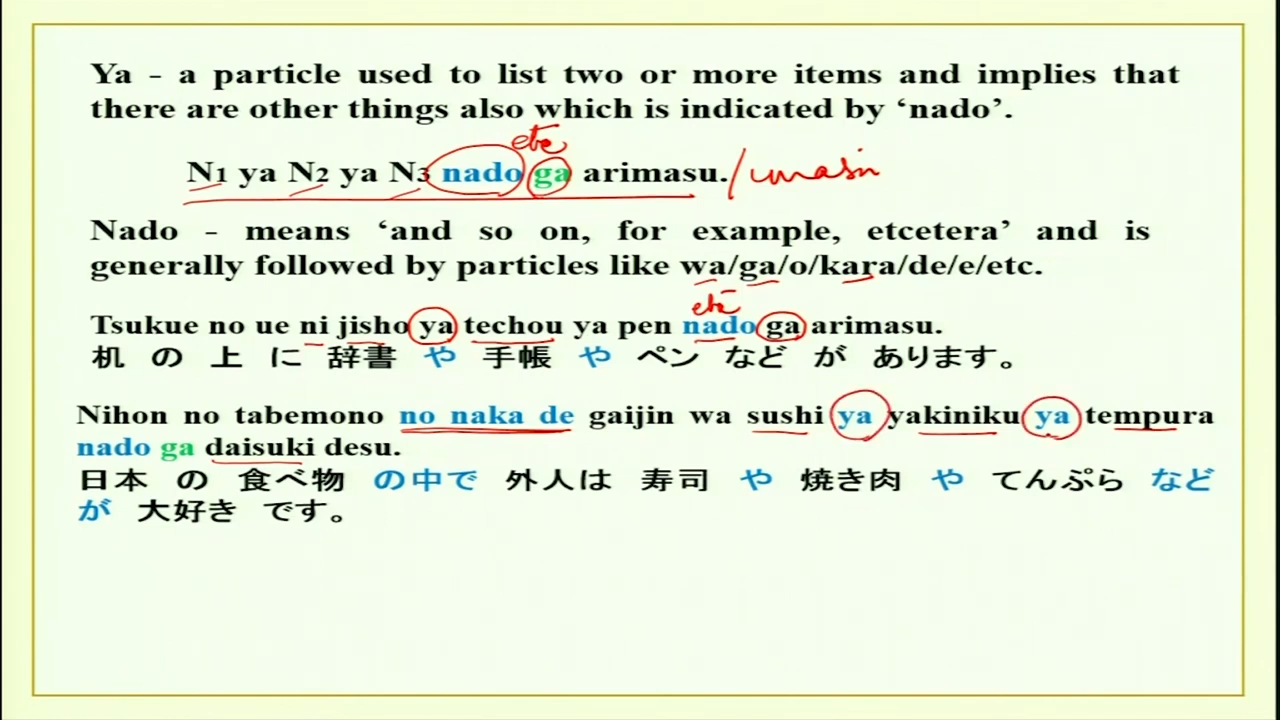 Ya - a particle used to list two or more items and implies that
there are other things also which is indicated by ‘nado’.
etc
N1 ya N2 ya N3 nado ga arimasu. / imasu
Nado - means ‘and so on, for example, etcetera’ and is
generally followed by particles like wa/ga/o/kara/de/e/etc.
etc
Tsukue no ue ni jisho ya techou ya pen nado ga arimasu.
机 の 上 に 辞書 や 手帳 や ペン など が あります。
Nihon no tabemono no naka de gaijin wa sushi ya yakiniku ya tempura
nado ga daisuki desu.
日本 の 食べ物 の中で 外人は 寿司 や 焼き肉 や てんぷら など
が 大好き です。